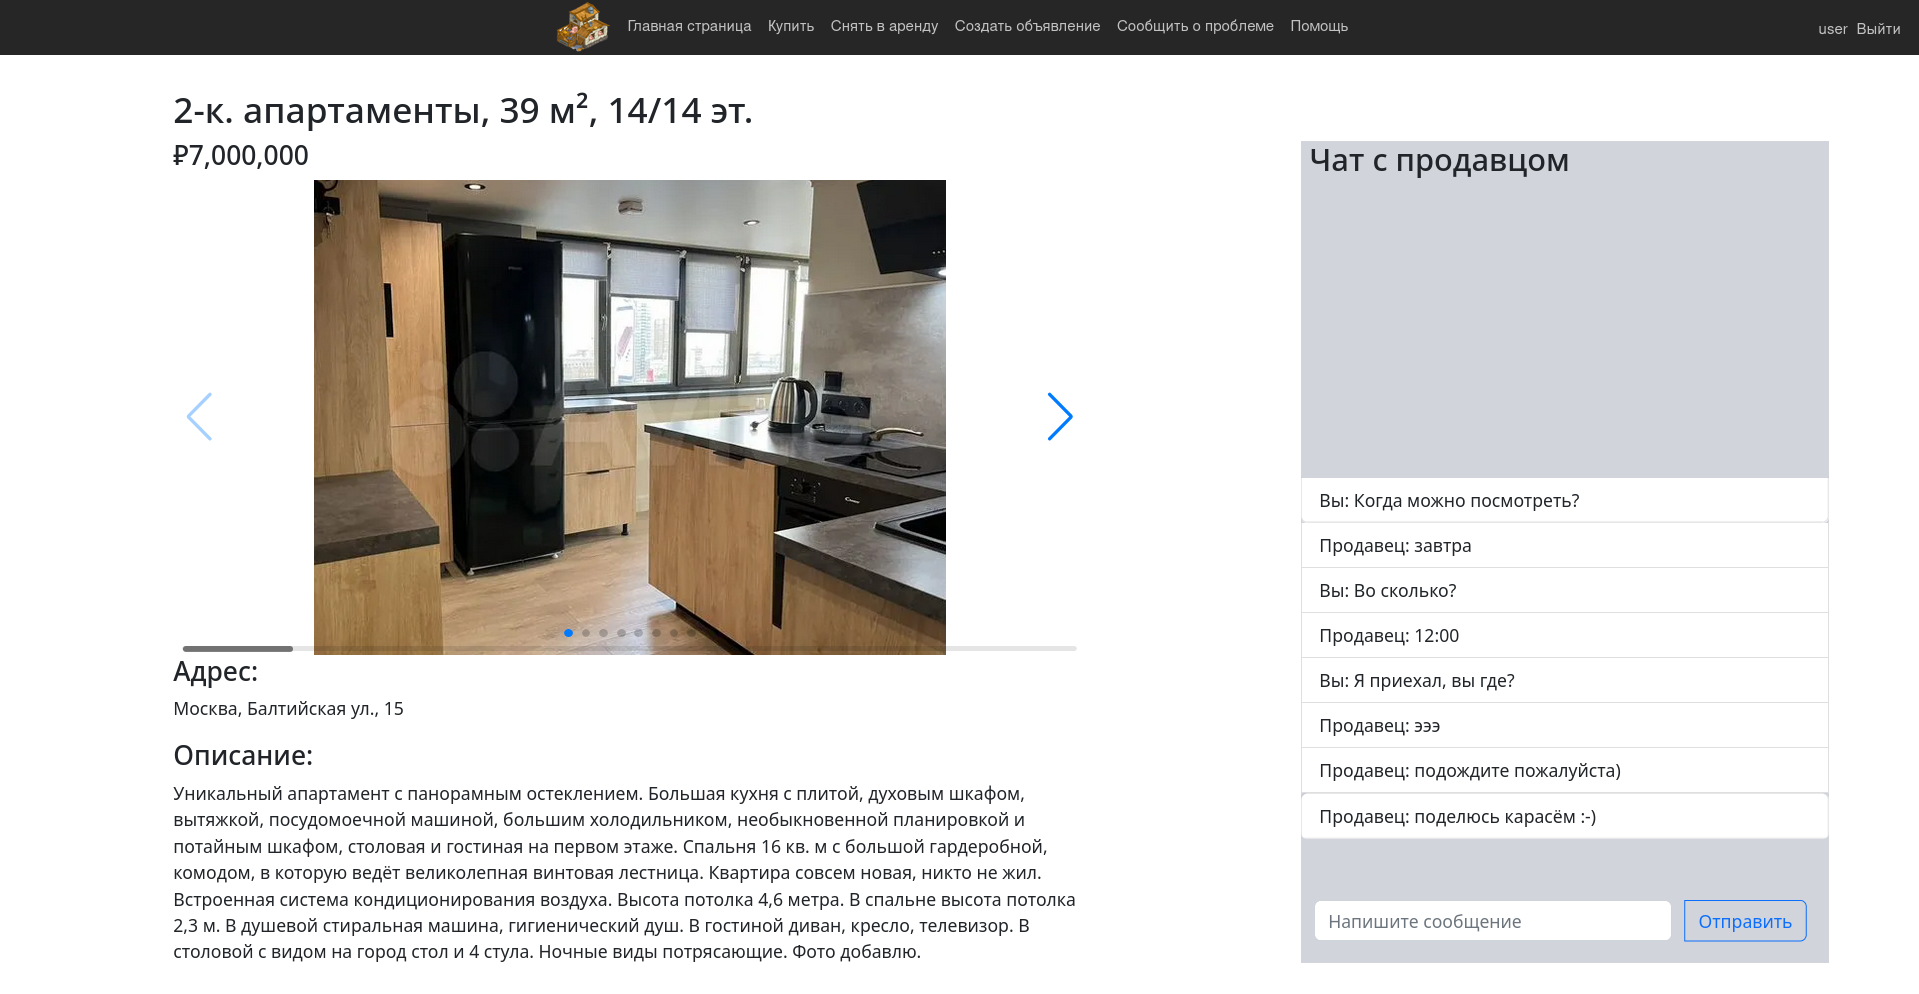 Главная страница Купить Снять в аренду Создать объявление Сообщить о проблеме Помощь user Выйти
2-к. апартаменты, 39 м², 14/14 эт.
₽7,000,000
Адрес:
Москва, Балтийская ул., 15
Описание:
Уникальный апартамент с панорамным остеклением. Большая кухня с плитой, духовым шкафом,
вытяжкой, посудомоечной машиной, большим холодильником, необыкновенной планировкой и
потайным шкафом, столовая и гостиная на первом этаже. Спальня 16 кв. м с большой гардеробной,
комодом, в которую ведёт великолепная винтовая лестница. Квартира совсем новая, никто не жил.
Встроенная система кондиционирования воздуха. Высота потолка 4,6 метра. В спальне высота потолка
2,3 м. В душевой стиральная машина, гигиенический душ. В гостиной диван, кресло, телевизор. В
столовой с видом на город стол и 4 стула. Ночные виды потрясающие. Фото добавлю.
Чат с продавцом
Вы: Когда можно посмотреть?
Продавец: завтра
Вы: Во сколько?
Продавец: 12:00
Вы: Я приехал, вы где?
Продавец: эээ
Продавец: подождите пожалуйста)
Продавец: поделюсь карасём :-)
Напишите сообщение
Отправить